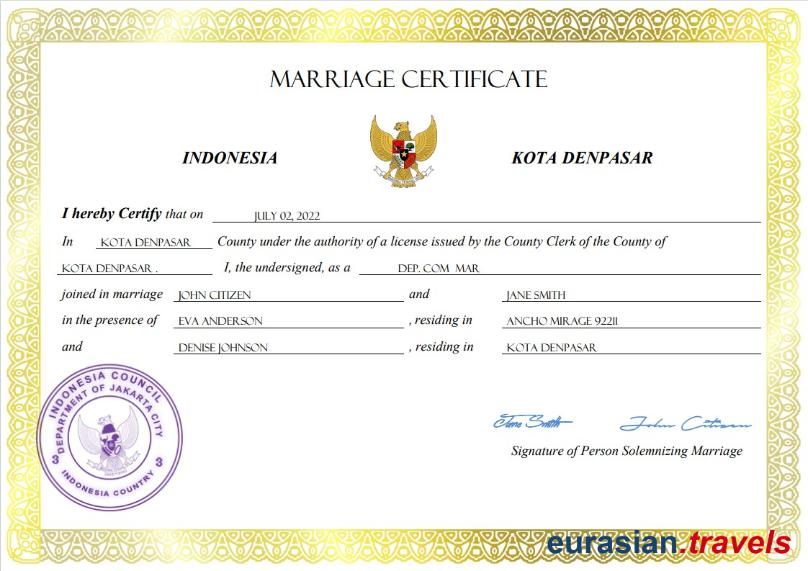 MARRIAGE CERTIFICATE
INDONESIA KOTA DENPASAR
I hereby Certify that on JULY 02, 2022
In KOTA DENPASAR County under the authority of a license issued by the County Clerk of the County of
KOTA DENPASAR . I, the undersigned, as a DEP. COM MAR
joined in marriage JOHN CITIZEN and JANE SMITH
in the presence of EVA ANDERSON , residing in ANCHO MIRAGE 92211
and DENISE JOHNSON , residing in KOTA DENPASAR
INDONESIA COUNCIL
DEPARTMENT OF JAKARTA CITY
3 3
INDONESIA COUNTRY
Jane Smith John Citizen
Signature of Person Solemnizing Marriage
eurasian.travels